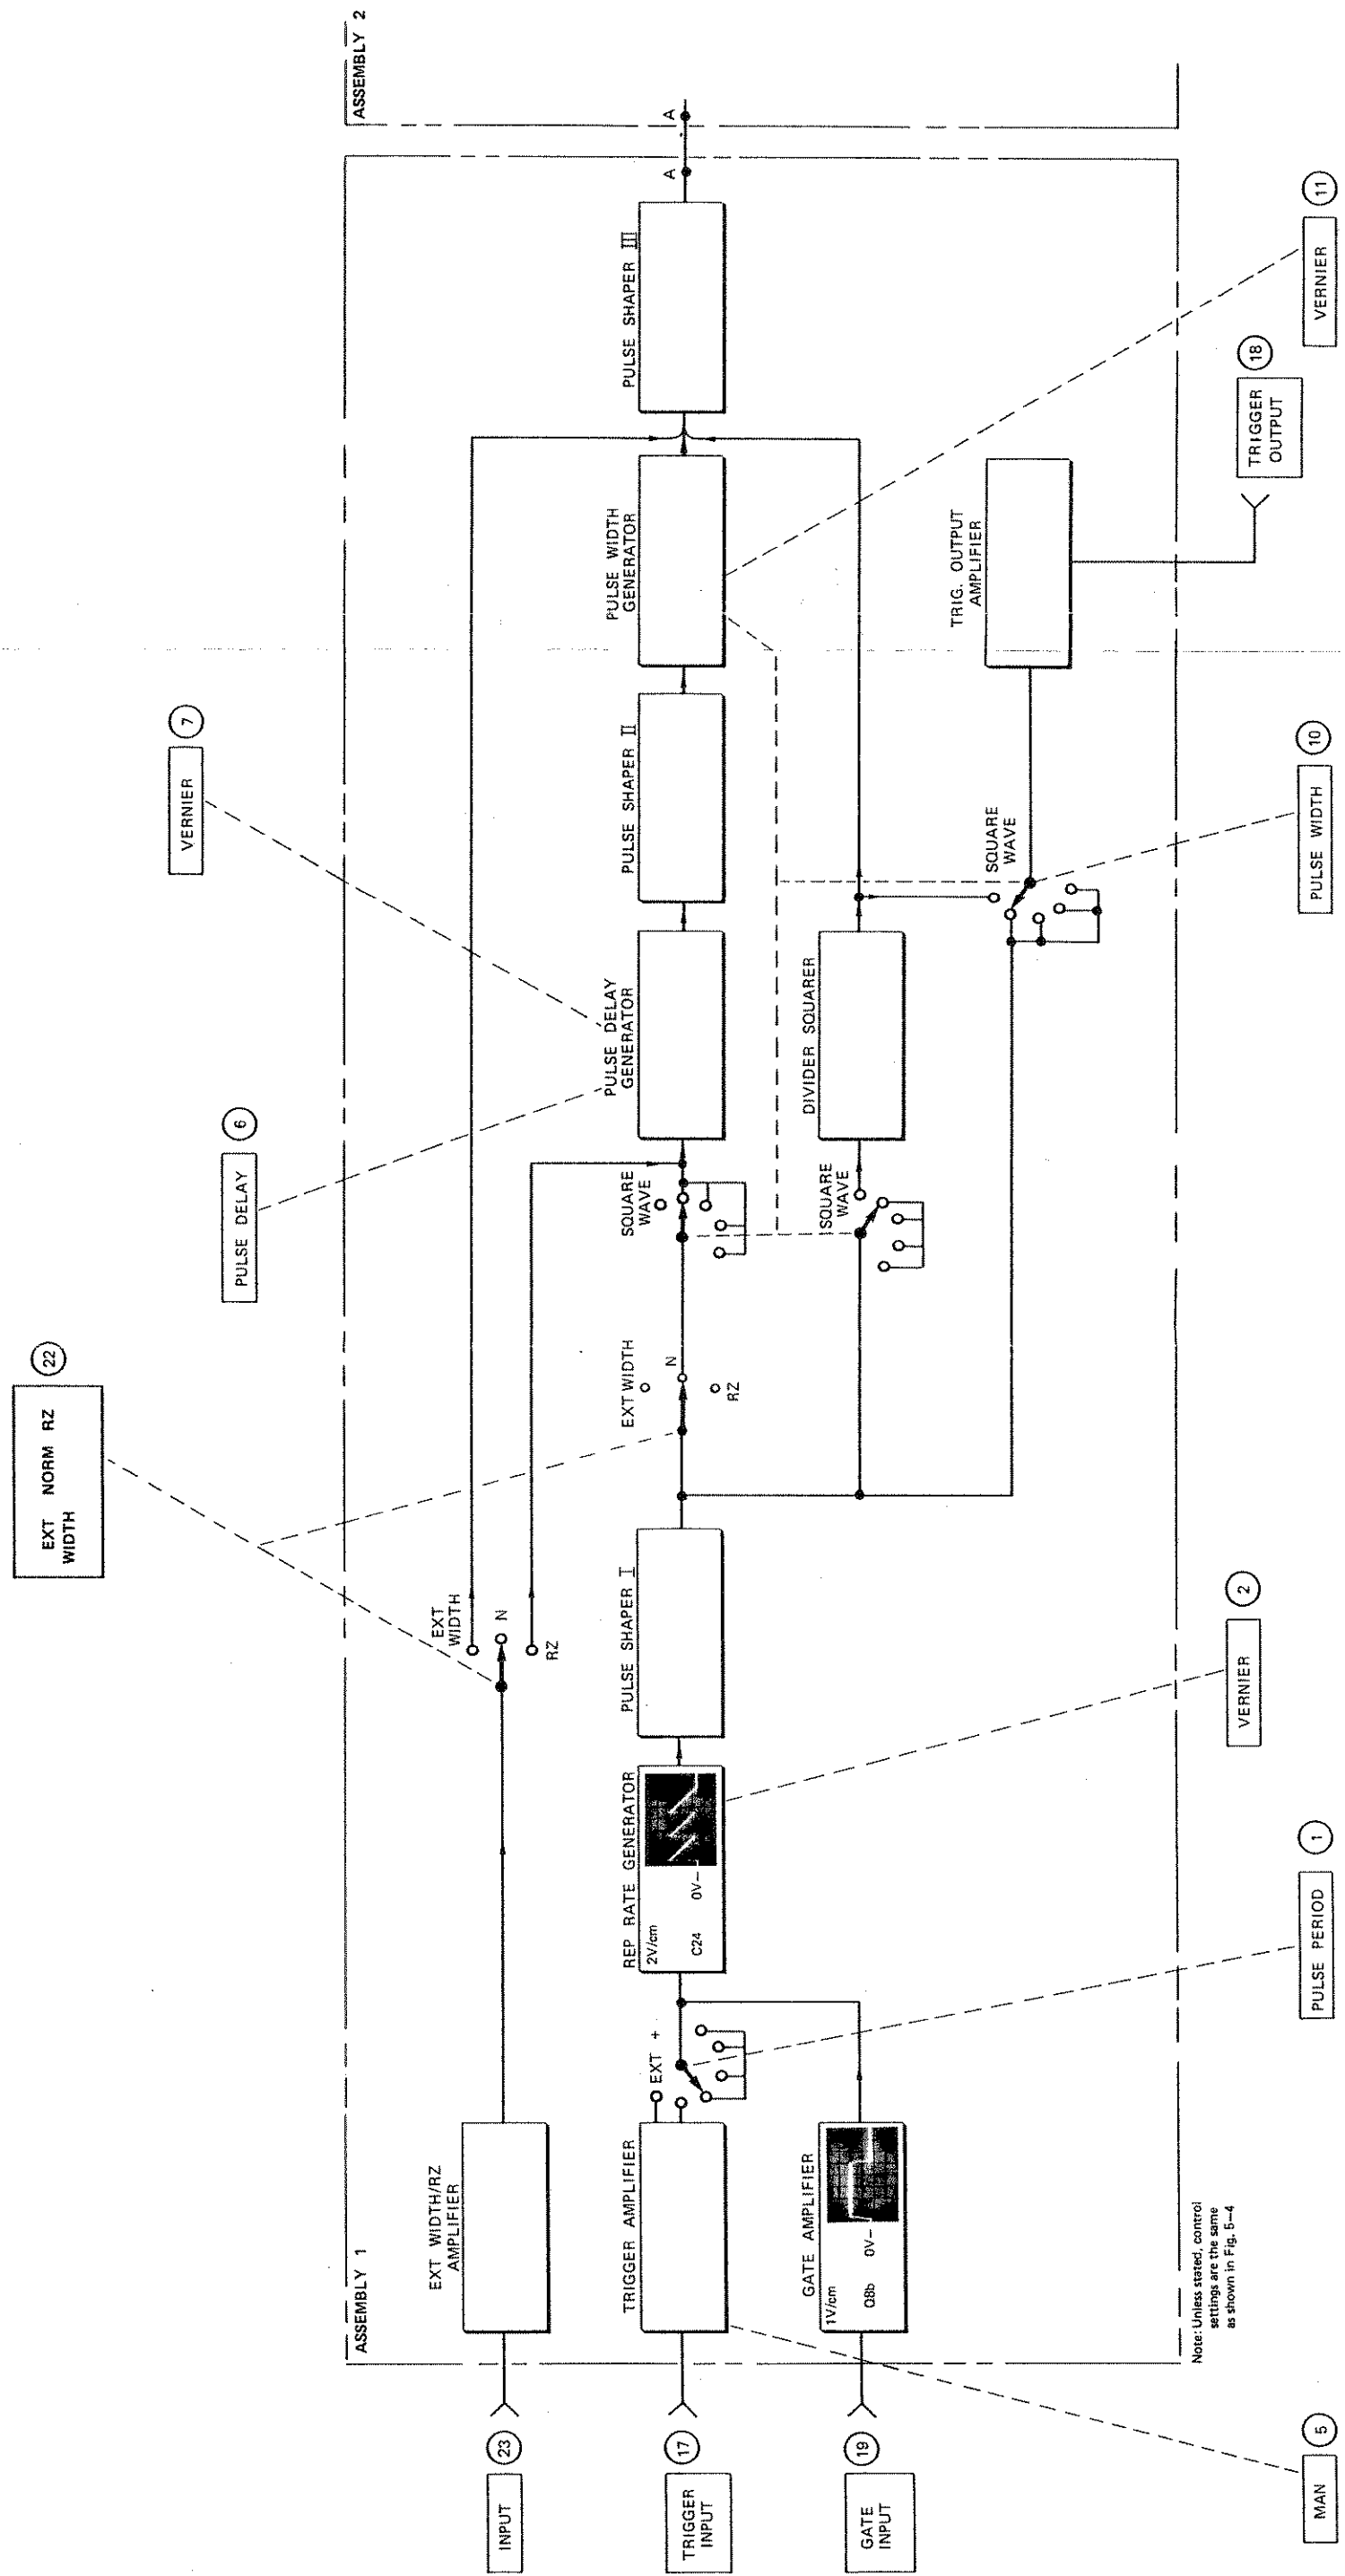 ASSEMBLY 1
ASSEMBLY 2
EXT NORM RZ
WIDTH
22
PULSE DELAY
6
VERNIER
7
INPUT
23
EXT WIDTH/RZ
AMPLIFIER
EXT
WIDTH
N
RZ
TRIGGER
INPUT
17
TRIGGER AMPLIFIER
EXT +
REP RATE GENERATOR
2V/cm
C24
0V–
PULSE SHAPER I
EXT WIDTH
N
RZ
SQUARE
WAVE
PULSE DELAY
GENERATOR
PULSE SHAPER II
PULSE WIDTH
GENERATOR
PULSE SHAPER III
A
A
GATE
INPUT
19
GATE AMPLIFIER
1V/cm
Q8b
0V–
SQUARE
WAVE
DIVIDER SQUARER
SQUARE
WAVE
TRIG. OUTPUT
AMPLIFIER
TRIGGER
OUTPUT
18
Note: Unless stated, control
settings are the same
as shown in Fig. 5–4
MAN
5
PULSE PERIOD
1
VERNIER
2
PULSE WIDTH
10
VERNIER
11